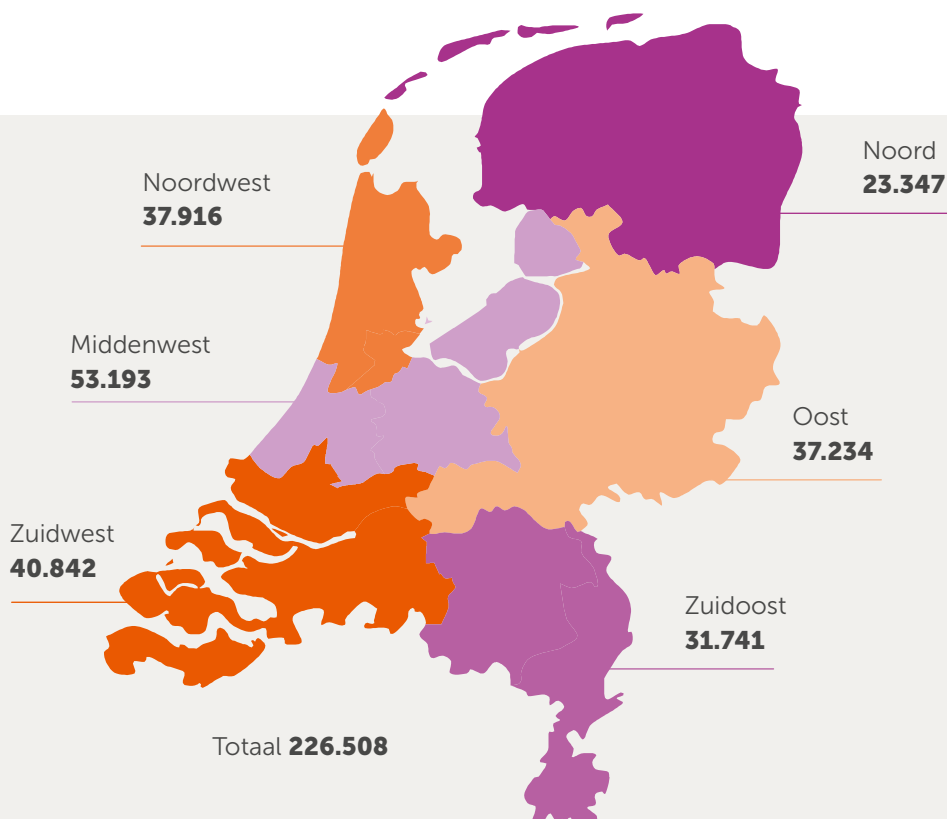 Noord
23.347
Noordwest
37.916
Middenwest
53.193
Oost
37.234
Zuidwest
40.842
Zuidoost
31.741
Totaal 226.508